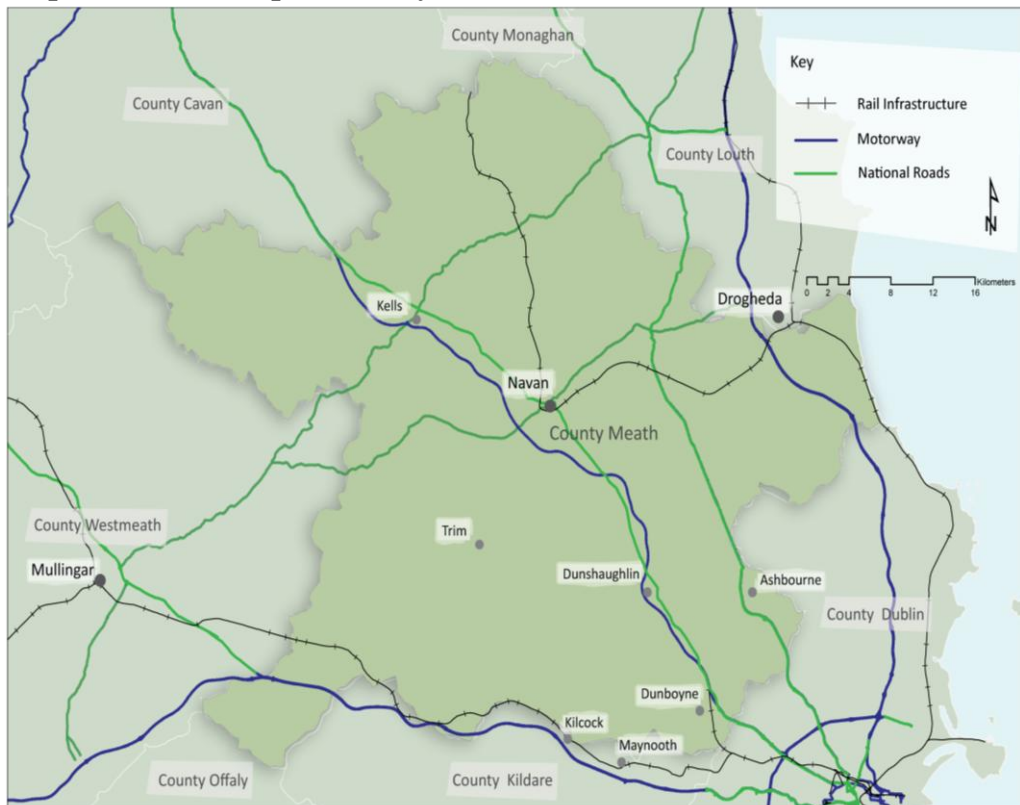 County Monaghan
County Cavan
Key
Rail Infrastructure
Motorway
National Roads
County Louth
N
0 2 4 8 12 16
Kilometers
Kells
Drogheda
Navan
County Meath
County Westmeath
Trim
Mullingar
Dunshaughlin
Ashbourne
County Dublin
Dunboyne
Kilcock
Maynooth
County Offaly
County Kildare